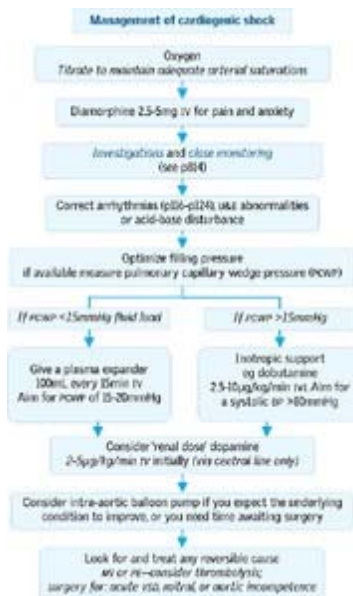 Management of cardiogenic shock
Oxygen
Titrate to maintain adequate arterial saturations
Diamorphine 2.5-5mg IV for pain and anxiety
Investigations and close monitoring
(see p814)
Correct arrhythmias (p816-p824), U&E abnormalities
or acid-base disturbance
Optimize filling pressure
if available measure pulmonary capillary wedge pressure (PCWP)
If PCWP <15mmHg fluid load
If PCWP >15mmHg
Give a plasma expander
100mL every 15min IV
Aim for PCWP of 15-20mmHg
Inotropic support
eg dobutamine
2.5-10µg/kg/min IVI. Aim for
a systolic BP >80mmHg
Consider 'renal dose' dopamine
2-5µg/kg/min IV initially (via central line only)
Consider intra-aortic balloon pump if you expect the underlying
condition to improve, or you need time awaiting surgery
Look for and treat any reversible cause
MI or PE—consider thrombolysis;
surgery for: acute VSD, mitral, or aortic incompetence